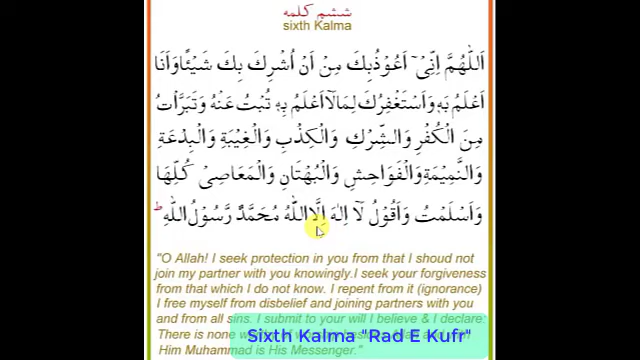 ششم کلمه
sixth Kalma
اَللّٰهُمَّ اِنِّیْۤ اَعُوْذُبِكَ مِنْ اَنْ اُشْرِكَ بِكَ شَيْئًا وَاَنَا
اَعْلَمُ بِهٖ وَاَسْتَغْفِرُكَ لِمَا لَاۤ اَعْلَمُ بِهٖ تُبْتُ عَنْهُ وَتَبَرَّاْتُ
مِنَ الْكُفْرِ وَالشِّرْكِ وَالْكِذْبِ وَالْغِيْبَةِ وَالْبِدْعَةِ
وَالنَّمِيْمَةِ وَالْفَوَاحِشِ وَالْبُهْتَانِ وَالْمَعَاصِیْ كُلِّهَا
وَاَسْلَمْتُ وَاَقُوْلُ لَاۤ اِلٰهَ اِلَّا اللّٰهُ مُحَمَّدٌ رَّسُوْلُ اللّٰهِ ط
"O Allah! I seek protection in you from that I shoud not
join my partner with you knowingly.I seek your forgiveness
from that which I do not know. I repent from it (ignorance)
I free myself from disbelief and joining partners with you
and from all sins. I submit to your will I believe & I declare:
There is none
Sixth Kalma "Rad E Kufr"
Him Muhammad is His Messenger."